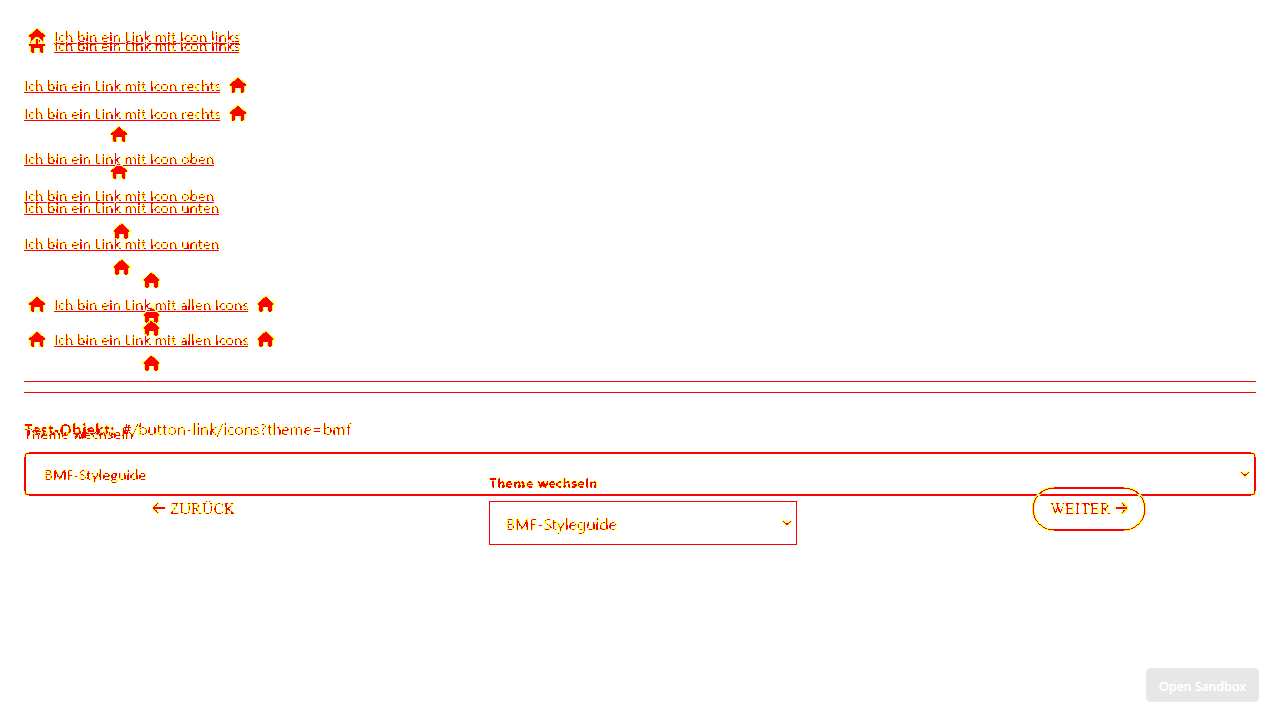 Ich bin ein Link mit Icon links
Ich bin ein Link mit Icon links
Ich bin ein Link mit Icon rechts
Ich bin ein Link mit Icon rechts
Ich bin ein Link mit Icon oben
Ich bin ein Link mit Icon oben
Ich bin ein Link mit Icon unten
Ich bin ein Link mit Icon unten
Ich bin ein Link mit allen Icons
Ich bin ein Link mit allen Icons
Test-Objekt: #/button-link/icons?theme=bmf
Theme wechseln
BMF-Styleguide
Theme wechseln
← ZURÜCK
BMF-Styleguide
WEITER →
Open Sandbox